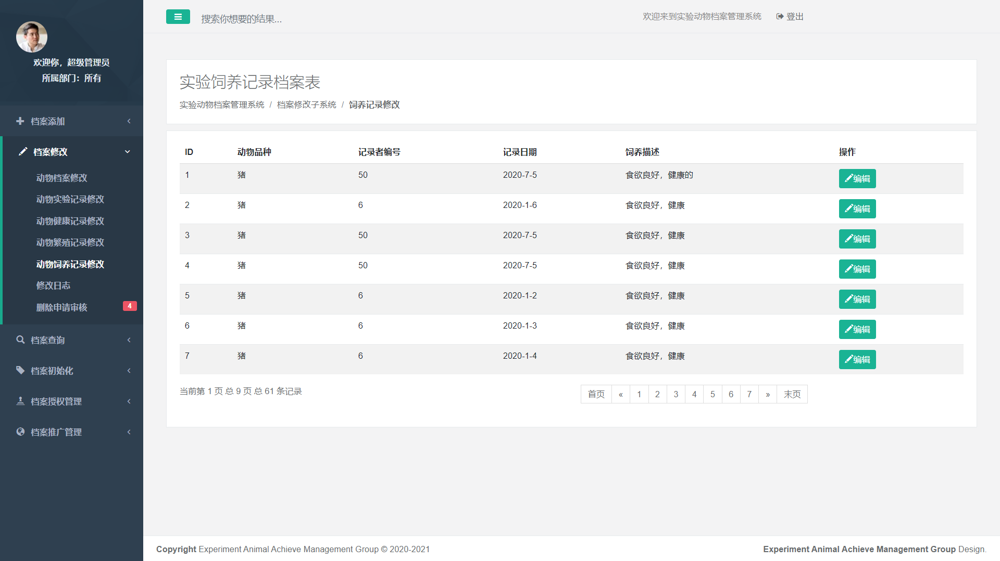 欢迎你，超级管理员
所属部门：所有
档案添加
档案修改
动物档案修改
动物实验记录修改
动物健康记录修改
动物繁殖记录修改
动物饲养记录修改
修改日志
删除申请审核 4
档案查询
档案初始化
档案授权管理
档案推广管理
搜索你想要的结果...
欢迎来到实验动物档案管理系统 登出
实验饲养记录档案表
实验动物档案管理系统 / 档案修改子系统 / 饲养记录修改
ID 动物品种 记录者编号 记录日期 饲养描述 操作
1 猪 50 2020-7-5 食欲良好，健康的 编辑
2 猪 6 2020-1-6 食欲良好，健康 编辑
3 猪 50 2020-7-5 食欲良好，健康 编辑
4 猪 50 2020-7-5 食欲良好，健康 编辑
5 猪 6 2020-1-2 食欲良好，健康 编辑
6 猪 6 2020-1-3 食欲良好，健康 编辑
7 猪 6 2020-1-4 食欲良好，健康 编辑
当前第 1 页 总 9 页 总 61 条记录
首页 « 1 2 3 4 5 6 7 » 末页
Copyright Experiment Animal Achieve Management Group © 2020-2021
Experiment Animal Achieve Management Group Design.